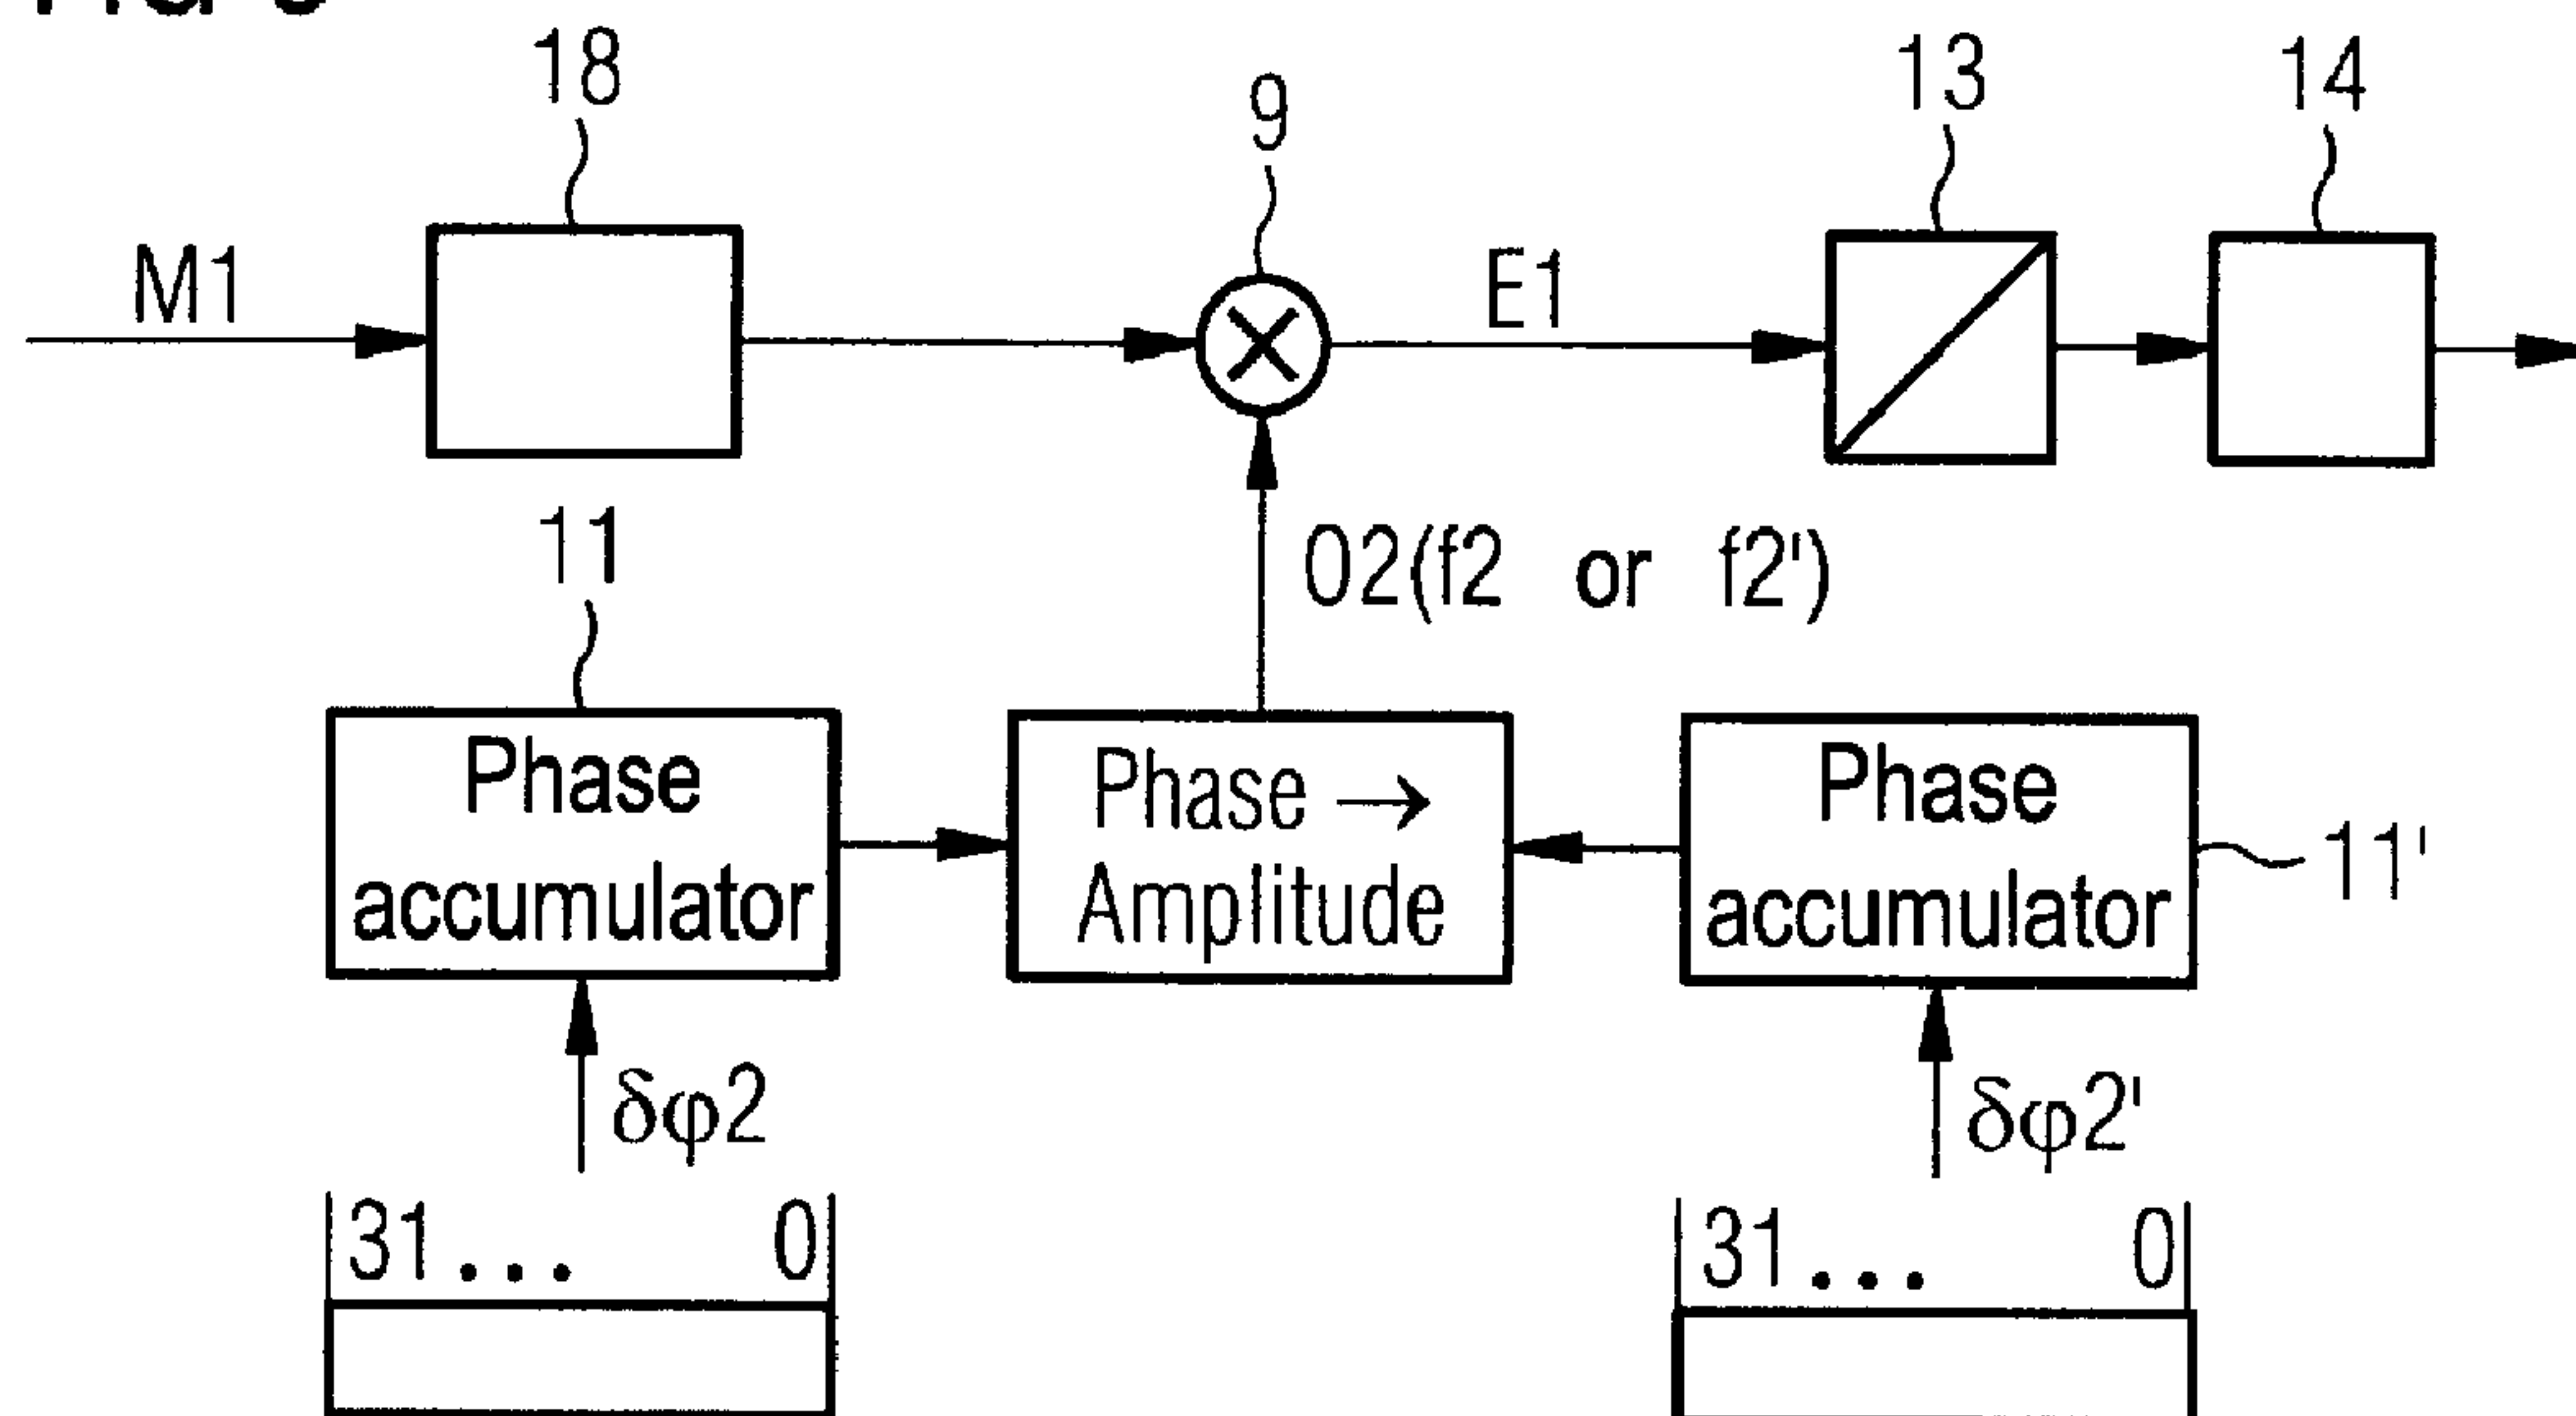 18
9
13
14
M1
E1
11
O2(f2 or f2')
Phase
accumulator
Phase →
Amplitude
Phase
accumulator
11'
δφ2
δφ2'
31... 0
31... 0